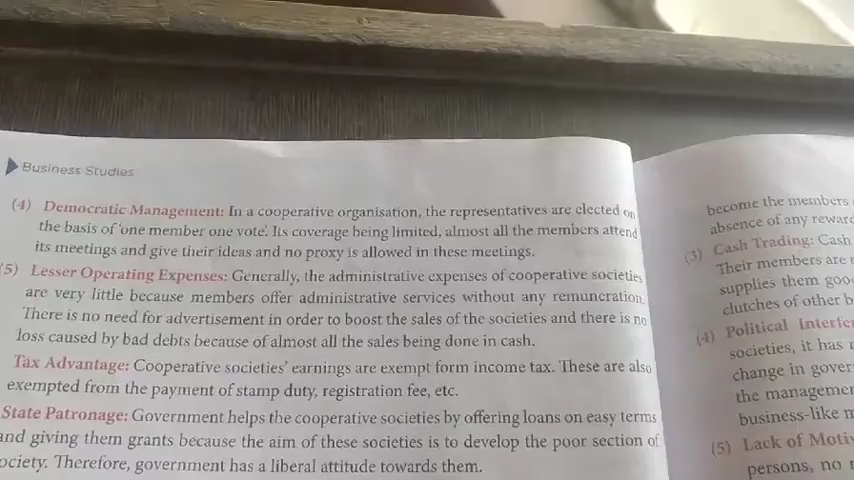 Business Studies
(4) Democratic Management: In a cooperative organisation, the representatives are elected on
the basis of 'one member one vote'. Its coverage being limited, almost all the members attend
its meetings and give their ideas and no proxy is allowed in these meetings.
(5) Lesser Operating Expenses: Generally, the administrative expenses of cooperative societies
are very little because members offer administrative services without any remuneration.
There is no need for advertisement in order to boost the sales of the societies and there is no
loss caused by bad debts because of almost all the sales being done in cash.
Tax Advantage: Cooperative societies' earnings are exempt form income tax. These are also
exempted from the payment of stamp duty, registration fee, etc.
State Patronage: Government helps the cooperative societies by offering loans on easy terms
and giving them grants because the aim of these societies is to develop the poor section of
ociety. Therefore, government has a liberal attitude towards them.
become the members
absence of any rewar
(3) Cash Trading: Cash
Their members are
supplies them goo
clutches of other b
(4) Political Interfe
societies, it has
change in gover
the managemen
business-like m
(5) Lack of Motiv
persons, no